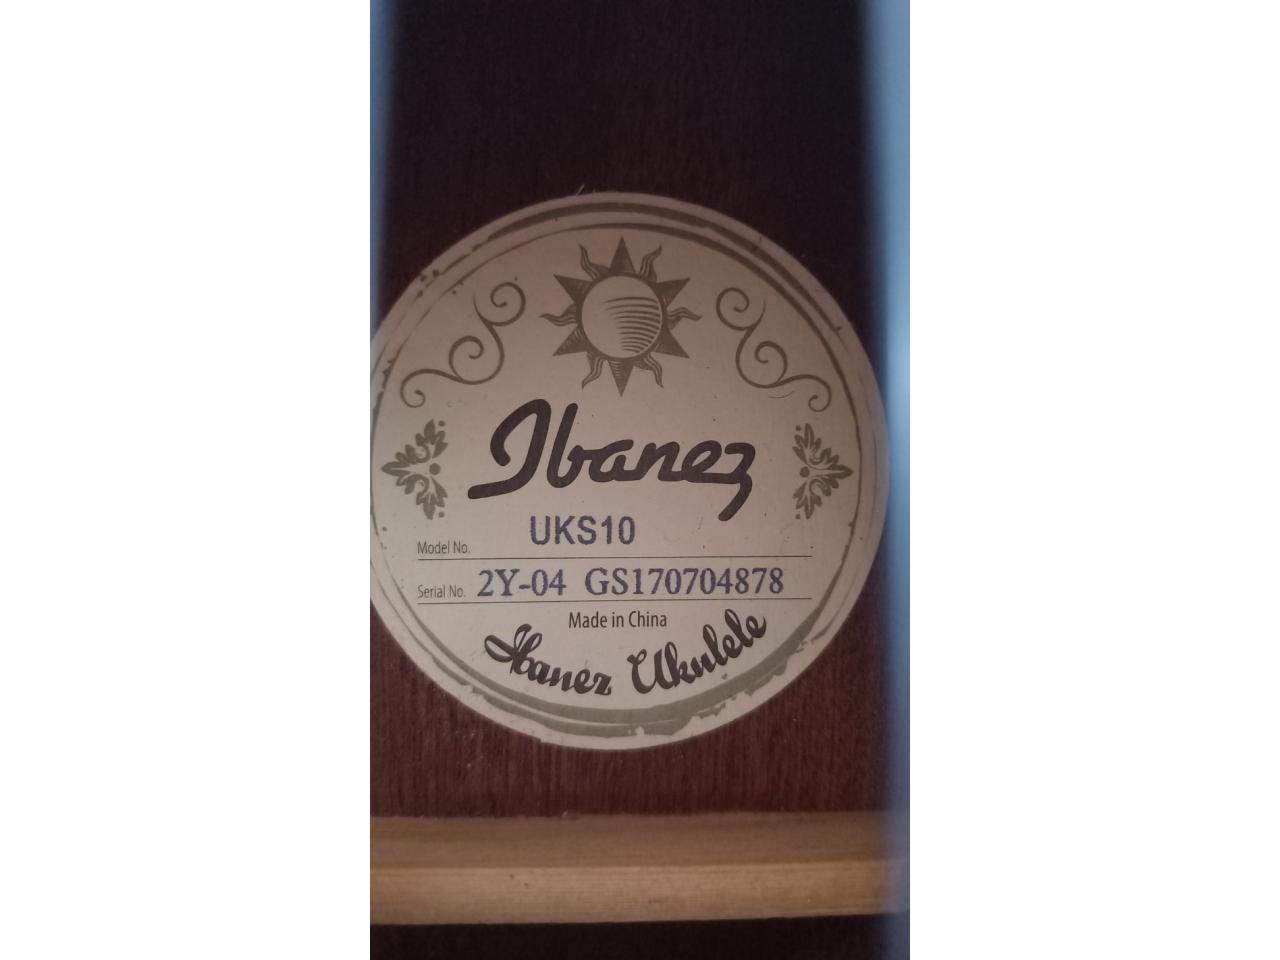 Ibanez
Model No. UKS10
Serial No. 2Y-04 GS170704878
Made in China
Ibanez Ukulele